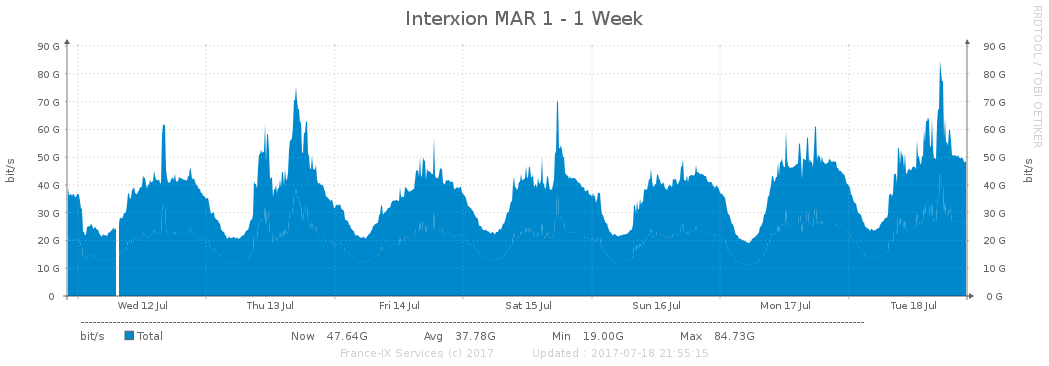 Interxion MAR 1 - 1 Week
RRDTOOL / TOBI OETIKER
90 G 90 G
80 G 80 G
70 G 70 G
60 G 60 G
50 G 50 G
40 G 40 G
30 G 30 G
20 G 20 G
10 G 10 G
0 0 G
bit/s bit/s
Wed 12 Jul Thu 13 Jul Fri 14 Jul Sat 15 Jul Sun 16 Jul Mon 17 Jul Tue 18 Jul
bit/s Total Now 47.64G Avg 37.78G Min 19.00G Max 84.73G
France-IX Services (c) 2017 Updated : 2017-07-18 21:55:15